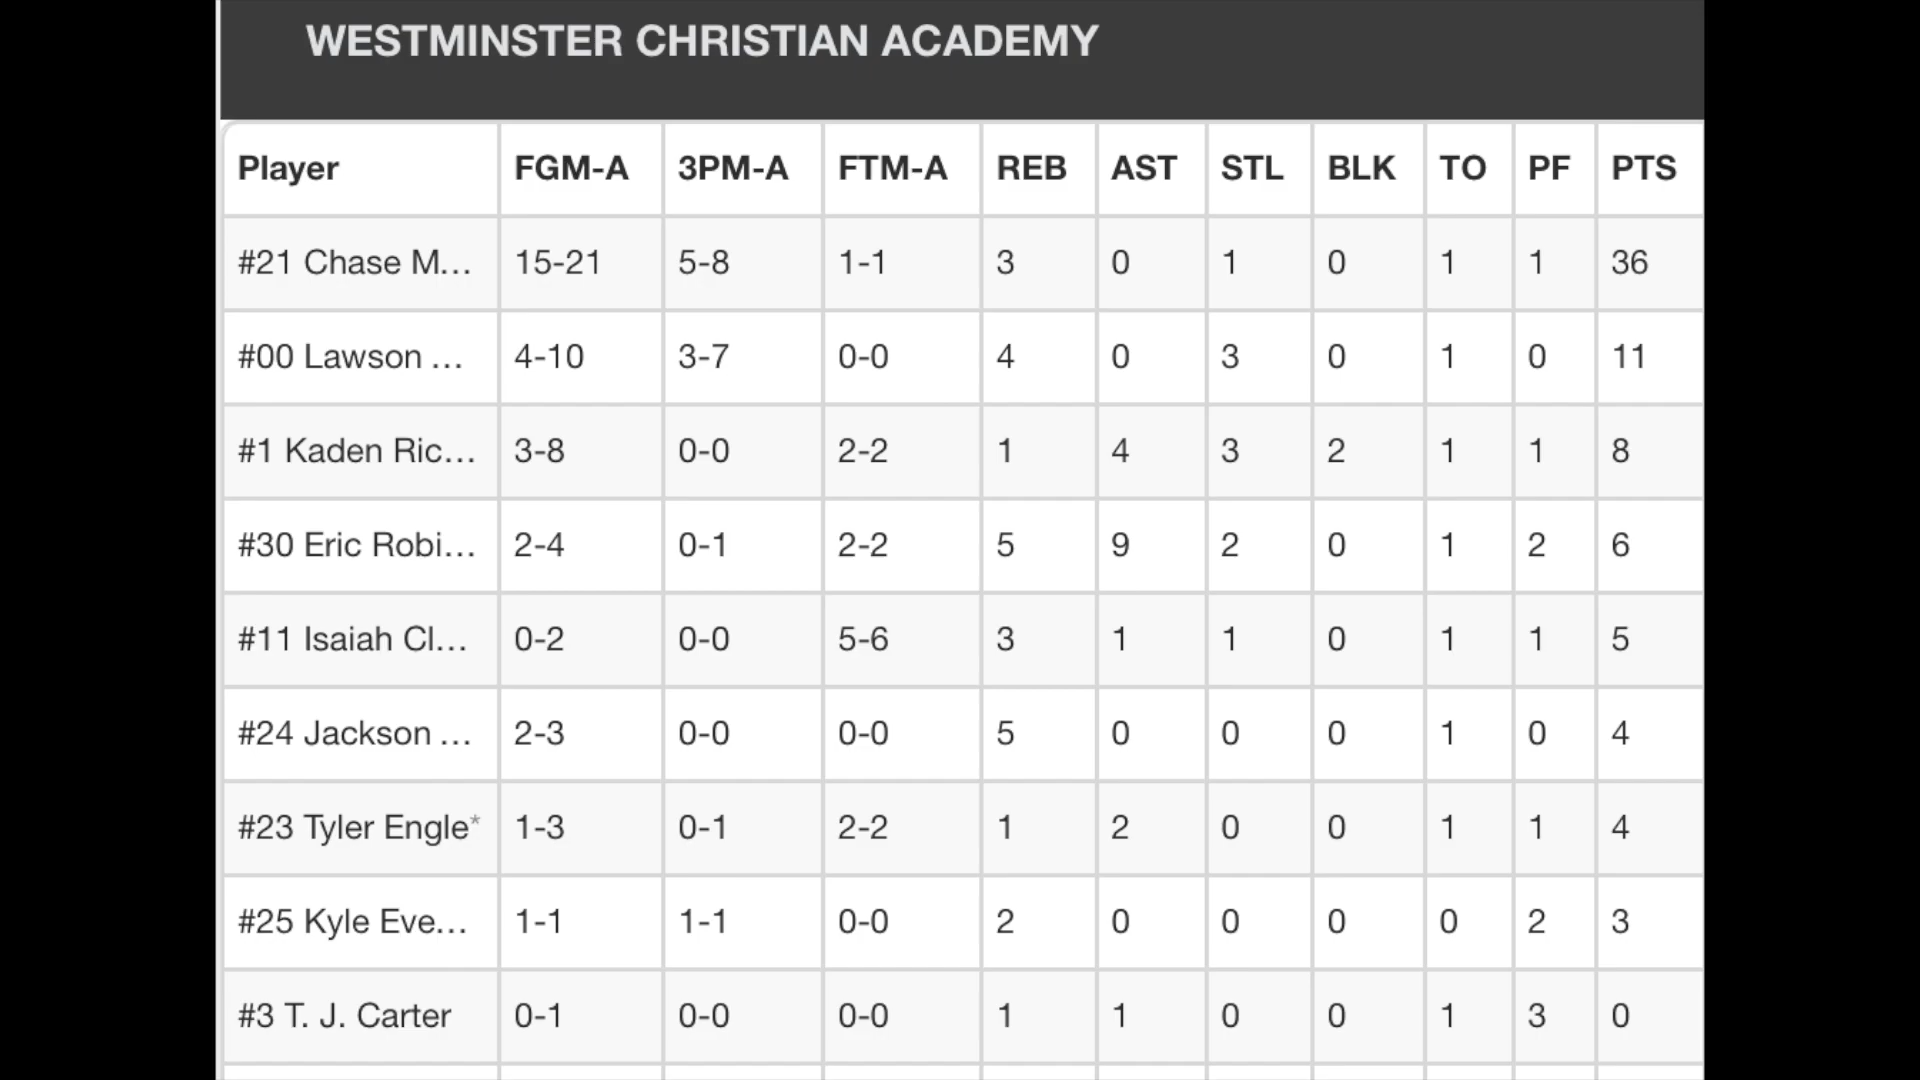 WESTMINSTER CHRISTIAN ACADEMY
Player FGM-A 3PM-A FTM-A REB AST STL BLK TO PF PTS
#21 Chase M... 15-21 5-8 1-1 3 0 1 0 1 1 36
#00 Lawson ... 4-10 3-7 0-0 4 0 3 0 1 0 11
#1 Kaden Ric... 3-8 0-0 2-2 1 4 3 2 1 1 8
#30 Eric Robi... 2-4 0-1 2-2 5 9 2 0 1 2 6
#11 Isaiah Cl... 0-2 0-0 5-6 3 1 1 0 1 1 5
#24 Jackson ... 2-3 0-0 0-0 5 0 0 0 1 0 4
#23 Tyler Engle* 1-3 0-1 2-2 1 2 0 0 1 1 4
#25 Kyle Eve... 1-1 1-1 0-0 2 0 0 0 0 2 3
#3 T. J. Carter 0-1 0-0 0-0 1 1 0 0 1 3 0